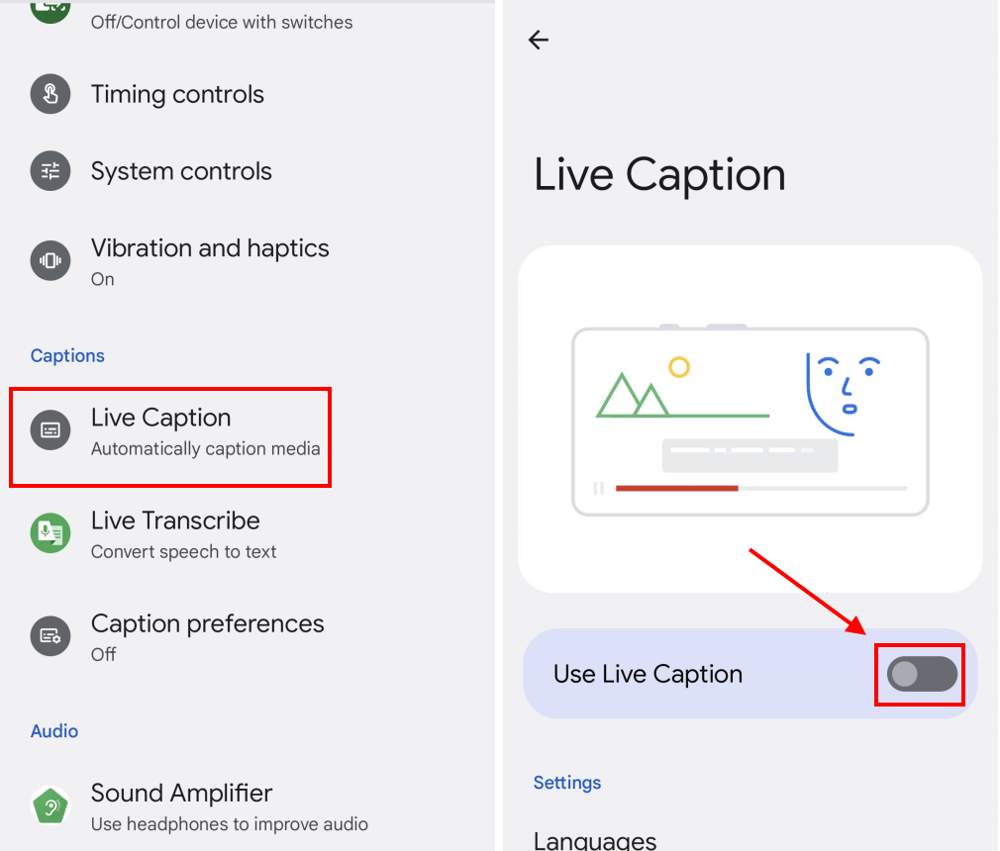 Off/Control device with switches
Timing controls
System controls
Vibration and haptics
On
Captions
Live Caption
Automatically caption media
Live Transcribe
Convert speech to text
Caption preferences
Off
Audio
Sound Amplifier
Use headphones to improve audio
Live Caption
Use Live Caption
Settings
Languages